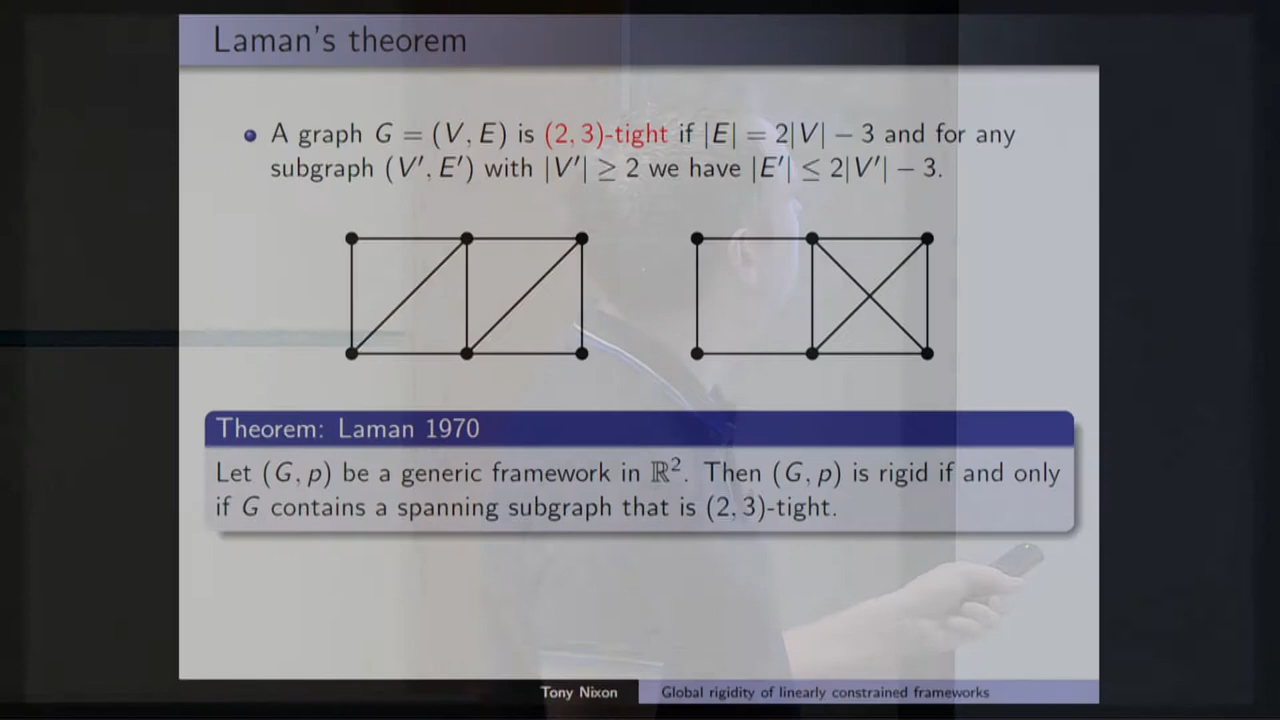 Laman's theorem
A graph G = (V, E) is (2, 3)-tight if |E| = 2|V| − 3 and for any
subgraph (V′, E′) with |V′| ≥ 2 we have |E′| ≤ 2|V′| − 3.
Theorem: Laman 1970
Let (G, p) be a generic framework in ℝ². Then (G, p) is rigid if and only
if G contains a spanning subgraph that is (2, 3)-tight.
Tony Nixon Global rigidity of linearly constrained frameworks